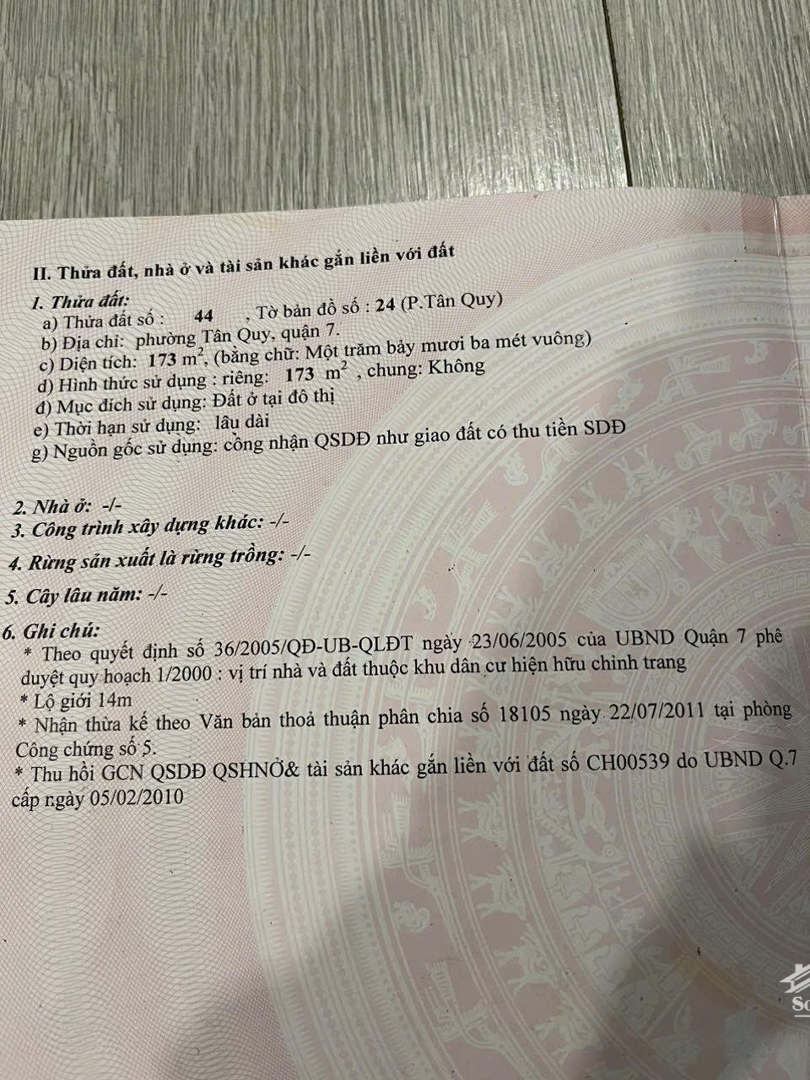 II. Thửa đất, nhà ở và tài sản khác gắn liền với đất
1. Thửa đất:
a) Thửa đất số : 44 , Tờ bản đồ số : 24 (P.Tân Quy)
b) Địa chỉ: phường Tân Quy, quận 7.
c) Diện tích: 173 m², (bằng chữ: Một trăm bảy mươi ba mét vuông)
d) Hình thức sử dụng : riêng: 173 m² , chung: Không
đ) Mục đích sử dụng: Đất ở tại đô thị
e) Thời hạn sử dụng: lâu dài
g) Nguồn gốc sử dụng: công nhận QSDĐ như giao đất có thu tiền SDĐ
2. Nhà ở: -/-
3. Công trình xây dựng khác: -/-
4. Rừng sản xuất là rừng trồng: -/-
5. Cây lâu năm: -/-
6. Ghi chú:
* Theo quyết định số 36/2005/QĐ-UB-QLĐT ngày 23/06/2005 của UBND Quận 7 phê
duyệt quy hoạch 1/2000 : vị trí nhà và đất thuộc khu dân cư hiện hữu chỉnh trang
* Lộ giới 14m
* Nhận thừa kế theo Văn bản thoả thuận phân chia số 18105 ngày 22/07/2011 tại phòng
Công chứng số 5.
* Thu hồi GCN QSDĐ QSHNỞ& tài sản khác gắn liền với đất số CH00539 do UBND Q.7
cấp ngày 05/02/2010